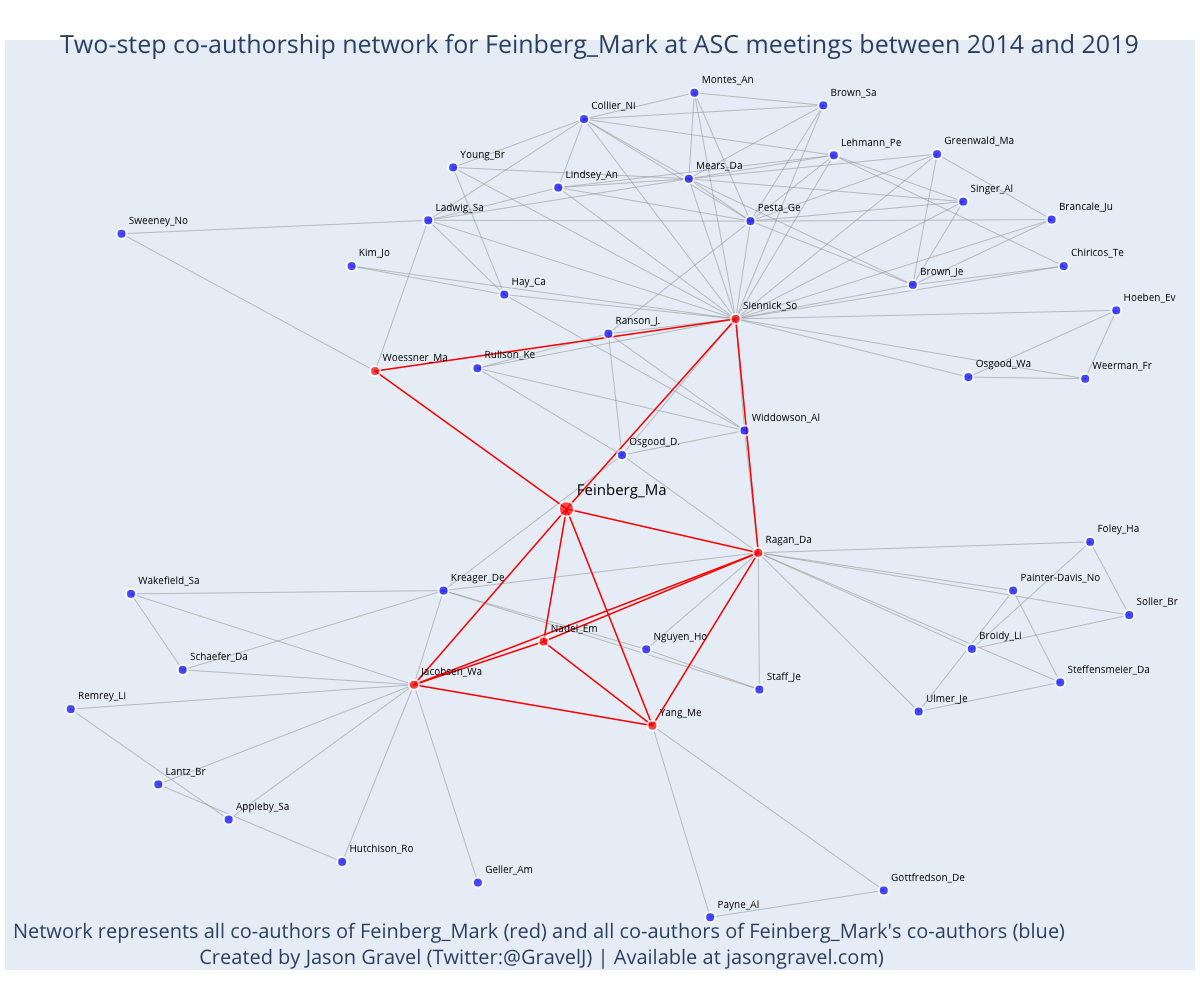 Two-step co-authorship network for Feinberg_Mark at ASC meetings between 2014 and 2019
Montes_An
Brown_Sa
Collier_Ni
Lehmann_Pe
Greenwald_Ma
Young_Br
Mears_Da
Lindsey_An
Singer_Al
Ladwig_Sa
Pesta_Ge
Brancale_Ju
Sweeney_No
Kim_Jo
Chiricos_Te
Brown_Je
Hay_Ca
Hoeben_Ev
Siennick_So
Ranson_J.
Woessner_Ma
Rulison_Ke
Osgood_Wa
Weerman_Fr
Widdowson_Al
Osgood_D.
Feinberg_Ma
Foley_Ha
Ragan_Da
Wakefield_Sa
Kreager_De
Painter-Davis_No
Soller_Br
Nadel_Em
Nguyen_Ho
Broidy_Li
Schaefer_Da
Jacobsen_Wa
Staff_Je
Steffensmeier_Da
Remrey_Li
Ulmer_Je
Yang_Me
Lantz_Br
Appleby_Sa
Hutchison_Ro
Geller_Am
Gottfredson_De
Payne_Al
Network represents all co-authors of Feinberg_Mark (red) and all co-authors of Feinberg_Mark's co-authors (blue)
Created by Jason Gravel (Twitter:@GravelJ) | Available at jasongravel.com)